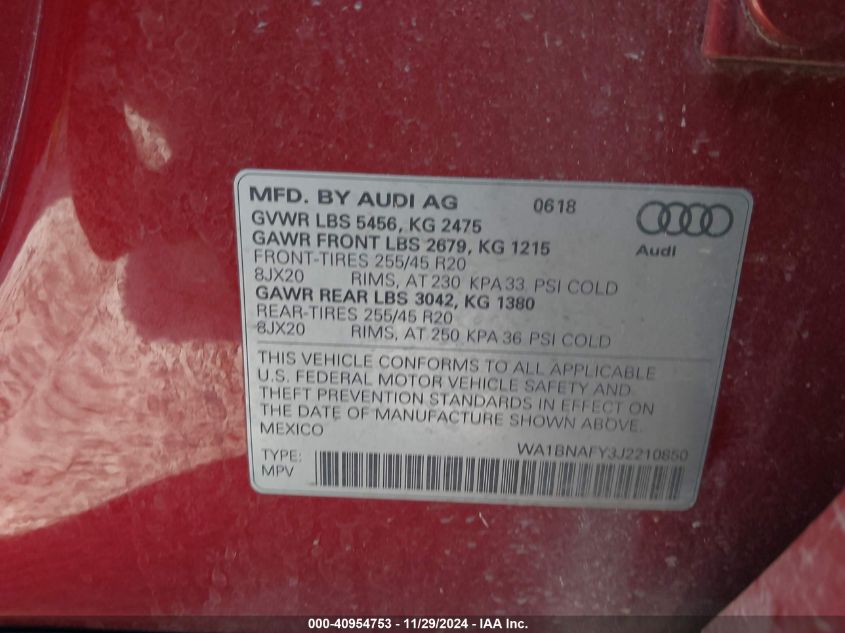 MFD. BY AUDI AG 0618
GVWR LBS 5456, KG 2475
GAWR FRONT LBS 2679, KG 1215
Audi
FRONT-TIRES 255/45 R20
8JX20 RIMS, AT 230 KPA 33 PSI COLD
GAWR REAR LBS 3042, KG 1380
REAR-TIRES 255/45 R20
8JX20 RIMS, AT 250 KPA 36 PSI COLD
THIS VEHICLE CONFORMS TO ALL APPLICABLE
U.S. FEDERAL MOTOR VEHICLE SAFETY AND
THEFT PREVENTION STANDARDS IN EFFECT ON
THE DATE OF MANUFACTURE SHOWN ABOVE.
MEXICO
WA1BNAFY3J2210850
TYPE:
MPV
000-40954753 - 11/29/2024 - IAA Inc.